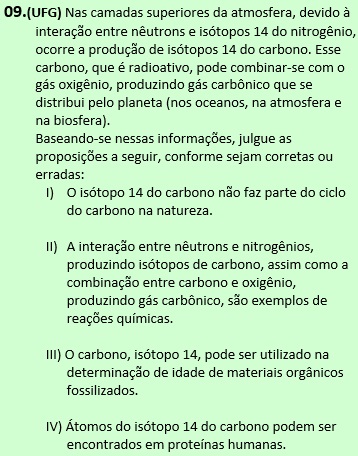 09.(UFG) Nas camadas superiores da atmosfera, devido à
interação entre nêutrons e isótopos 14 do nitrogênio,
ocorre a produção de isótopos 14 do carbono. Esse
carbono, que é radioativo, pode combinar-se com o
gás oxigênio, produzindo gás carbônico que se
distribui pelo planeta (nos oceanos, na atmosfera e
na biosfera).
Baseando-se nessas informações, julgue as
proposições a seguir, conforme sejam corretas ou
erradas:
I) O isótopo 14 do carbono não faz parte do ciclo
do carbono na natureza.
II) A interação entre nêutrons e nitrogênios,
produzindo isótopos de carbono, assim como a
combinação entre carbono e oxigênio,
produzindo gás carbônico, são exemplos de
reações químicas.
III) O carbono, isótopo 14, pode ser utilizado na
determinação de idade de materiais orgânicos
fossilizados.
IV) Átomos do isótopo 14 do carbono podem ser
encontrados em proteínas humanas.